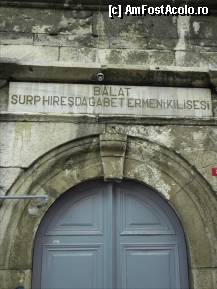 [c] AmFostAcolo.ro
BALAT
SURP HIREŞDAGABET ERMENİ KİLİSESİ